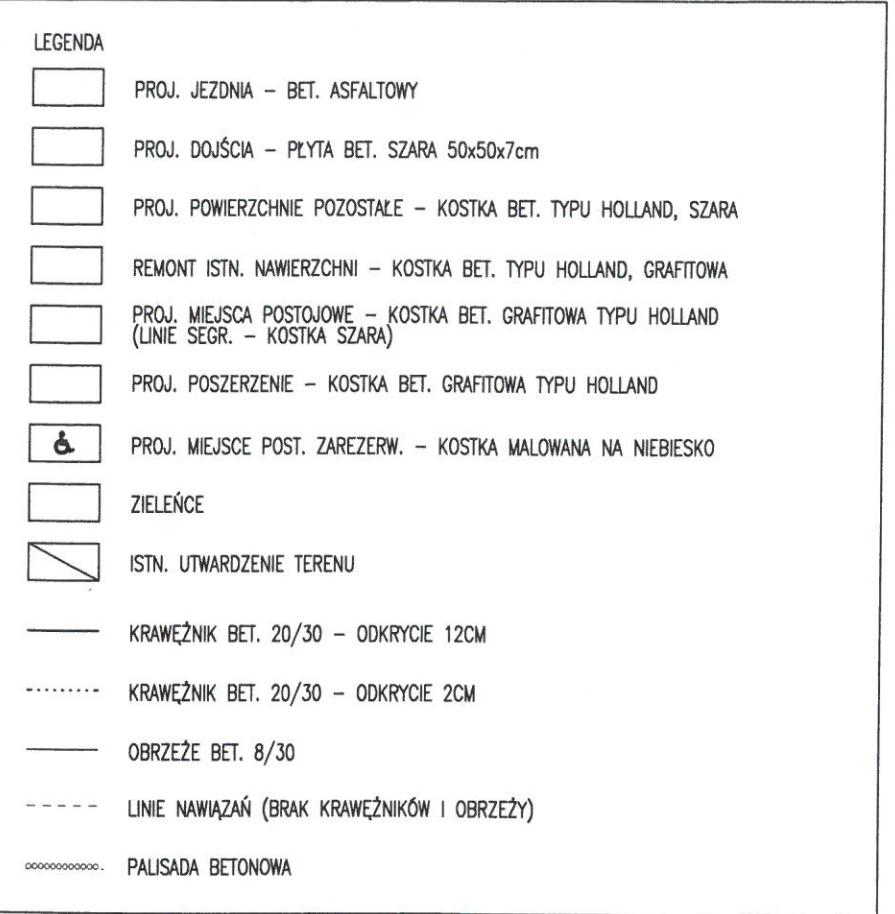 LEGENDA
PROJ. JEZDNIA – BET. ASFALTOWY
PROJ. DOJŚCIA – PŁYTA BET. SZARA 50x50x7cm
PROJ. POWIERZCHNIE POZOSTAŁE – KOSTKA BET. TYPU HOLLAND, SZARA
REMONT ISTN. NAWIERZCHNI – KOSTKA BET. TYPU HOLLAND, GRAFITOWA
PROJ. MIEJSCA POSTOJOWE – KOSTKA BET. GRAFITOWA TYPU HOLLAND
(LINIE SEGR. – KOSTKA SZARA)
PROJ. POSZERZENIE – KOSTKA BET. GRAFITOWA TYPU HOLLAND
PROJ. MIEJSCE POST. ZAREZERW. – KOSTKA MALOWANA NA NIEBIESKO
ZIELEŃCE
ISTN. UTWARDZENIE TERENU
KRAWĘŻNIK BET. 20/30 – ODKRYCIE 12CM
KRAWĘŻNIK BET. 20/30 – ODKRYCIE 2CM
OBRZEŻE BET. 8/30
LINIE NAWIĄZAŃ (BRAK KRAWĘŻNIKÓW I OBRZEŻY)
PALISADA BETONOWA